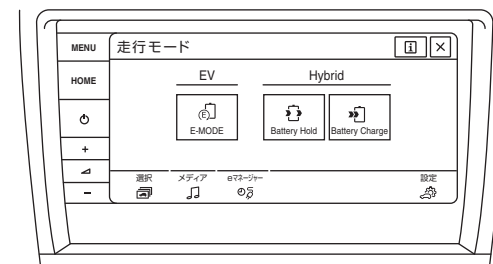 MENU
走行モード
i
HOME
EV
Hybrid
E
E-MODE
Battery Hold
Battery Charge
+
選択
メディア
eマネージャー
設定
−